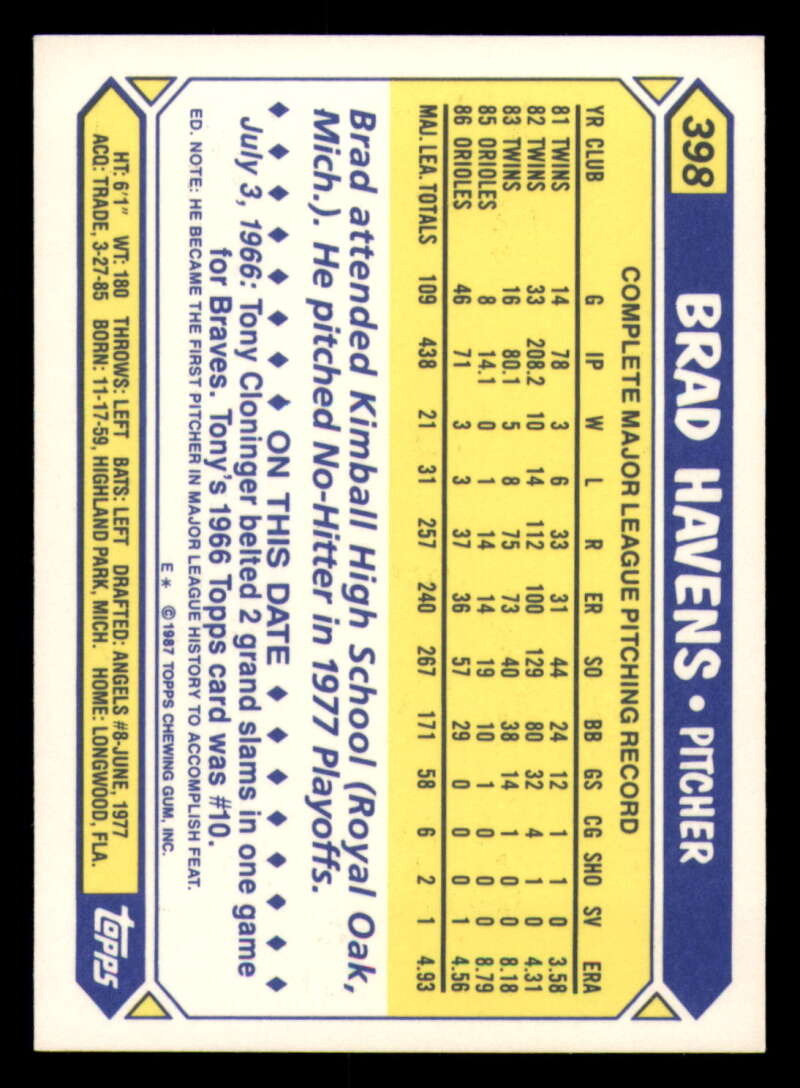 398 BRAD HAVENS • PITCHER
COMPLETE MAJOR LEAGUE PITCHING RECORD
YR CLUB G IP W L R ER SO BB GS CG SHO SV ERA
81 TWINS 14 78 3 6 33 31 44 24 12 1 1 0 3.58
82 TWINS 33 208.2 10 14 112 100 129 80 32 4 1 0 4.31
83 TWINS 16 80.1 5 8 75 73 40 38 14 1 0 0 8.18
85 ORIOLES 8 14.1 0 1 14 14 19 10 1 0 0 0 8.79
86 ORIOLES 46 71 3 3 37 36 57 29 0 0 0 1 4.56
MAJ. LEA. TOTALS 109 438 21 31 257 240 267 171 58 6 2 1 4.93
Brad attended Kimball High School (Royal Oak,
Mich.). He pitched No-Hitter in 1977 Playoffs.
◆ ◆ ◆ ◆ ◆ ◆ ◆ ◆ ON THIS DATE ◆ ◆ ◆ ◆ ◆ ◆ ◆ ◆
July 3, 1966: Tony Cloninger belted 2 grand slams in one game
for Braves. Tony's 1966 Topps card was #10.
ED. NOTE: HE BECAME THE FIRST PITCHER IN MAJOR LEAGUE HISTORY TO ACCOMPLISH FEAT.
E* ©1987 TOPPS CHEWING GUM, INC.
HT: 6'1" WT: 180 THROWS: LEFT BATS: LEFT DRAFTED: ANGELS #8-JUNE, 1977
ACQ: TRADE, 3-27-85 BORN: 11-17-59, HIGHLAND PARK, MICH. HOME: LONGWOOD, FLA.
topps